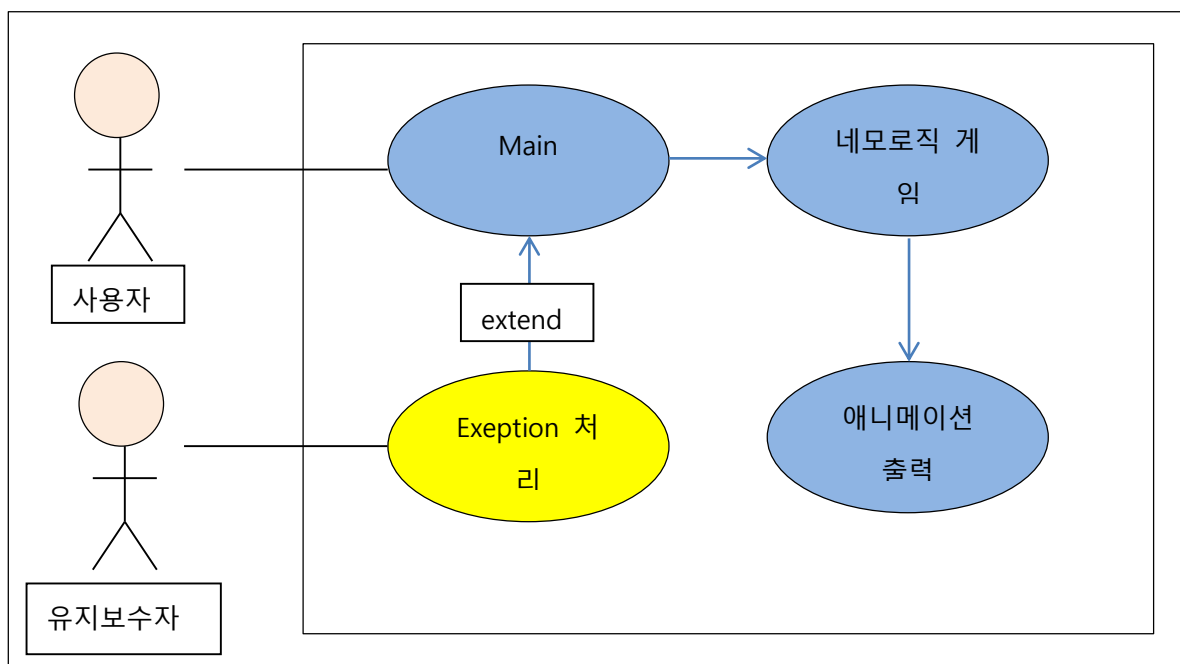 Main
네모로직 게
임
사용자
extend
Exeption 처
리
애니메이션
출력
유지보수자